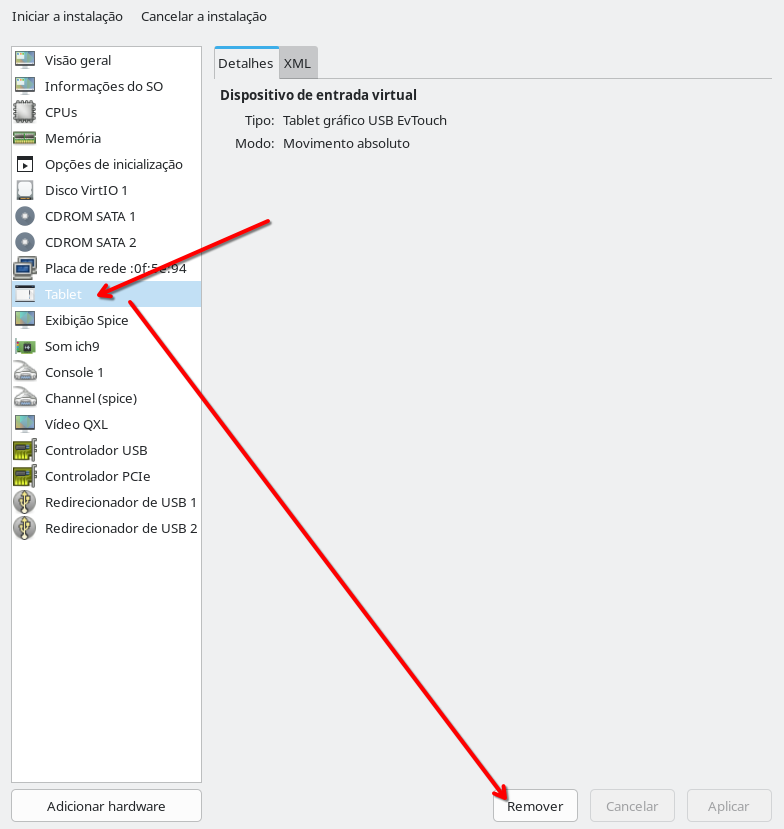 Iniciar a instalação Cancelar a instalação
Visão geral
Informações do SO
CPUs
Memória
Opções de inicialização
Disco VirtIO 1
CDROM SATA 1
CDROM SATA 2
Placa de rede :0f:5e:94
Tablet
Exibição Spice
Som ich9
Console 1
Channel (spice)
Vídeo QXL
Controlador USB
Controlador PCIe
Redirecionador de USB 1
Redirecionador de USB 2
Adicionar hardware
Detalhes XML
Dispositivo de entrada virtual
Tipo: Tablet gráfico USB EvTouch
Modo: Movimento absoluto
Remover Cancelar Aplicar